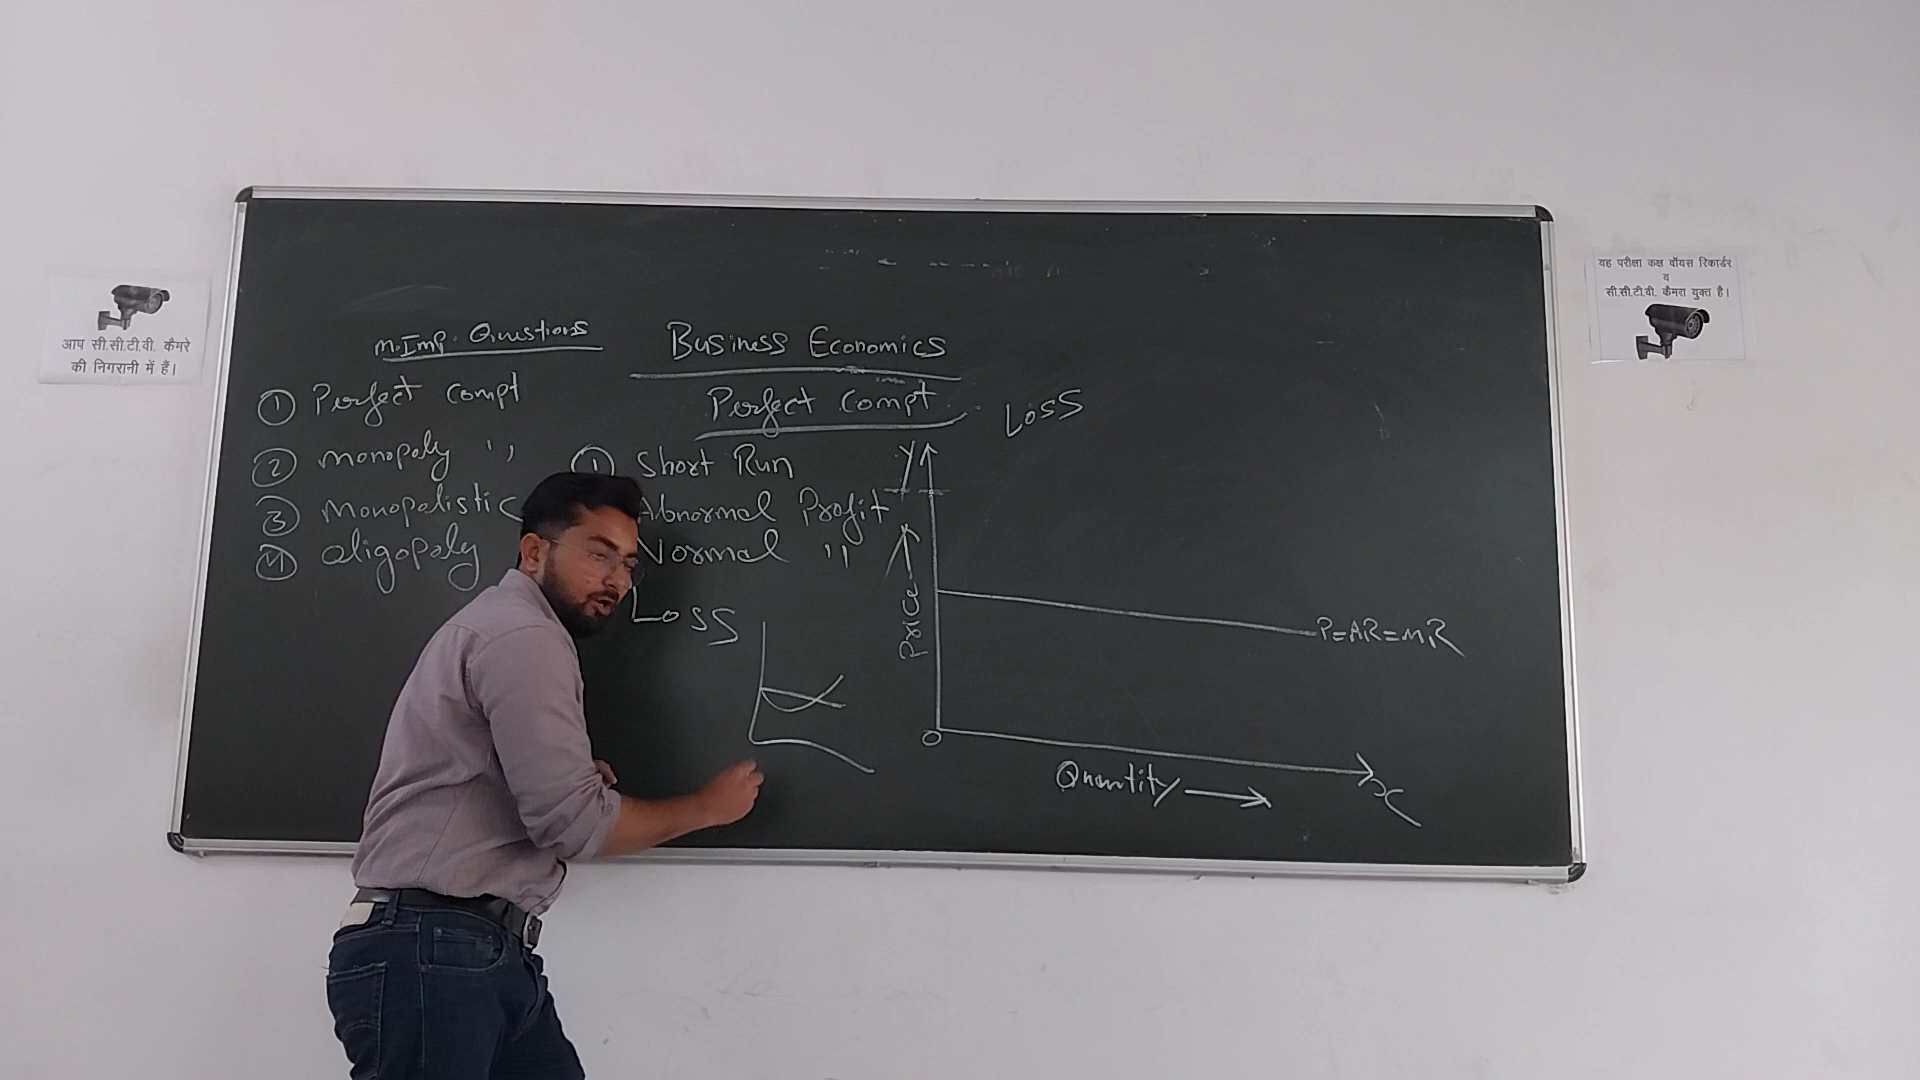 आप सी.सी.टी.वी. कैमरे
की निगरानी में हैं।
M.Imp. Questions
① Perfect Compt
② monopoly ''
③ Monopolistic
④ oligopoly
Business Economics
Perfect Compt.
① Short Run
Abnormal Profit
Normal ''
Loss
Loss
Y
Price
P=AR=MR
O
Quantity
X
यह परीक्षा कक्ष वॉयस रिकार्डर
व
सी.सी.टी.वी. कैमरा युक्त है।